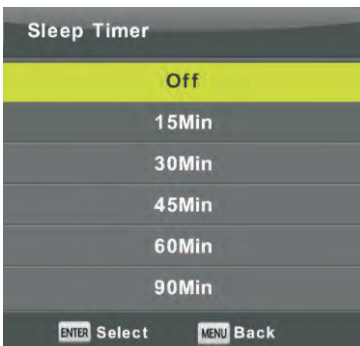 Sleep Timer
Off
15Min
30Min
45Min
60Min
90Min
ENTER Select MENU Back